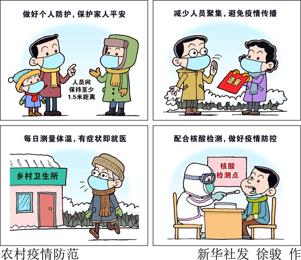 做好个人防护，保护家人平安
人员间
保持至少
1.5米距离
减少人员聚集，避免疫情传播
每日测量体温，有症状即就医
乡村卫生所
配合核酸检测，做好疫情防控
核酸
检测点
农村疫情防范
新华社发 徐骏 作